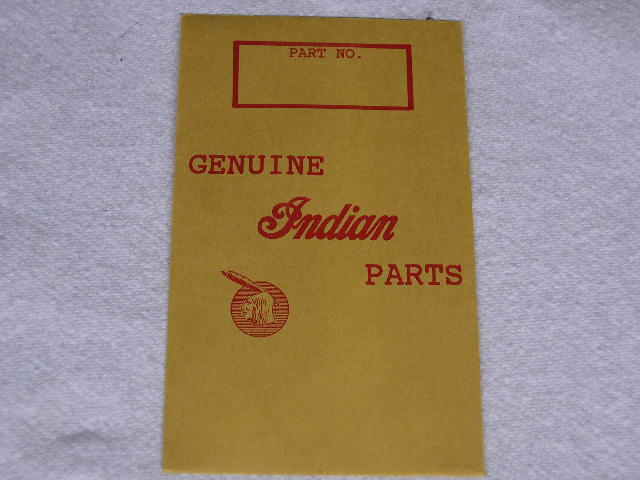 PART NO.
GENUINE
Indian
PARTS